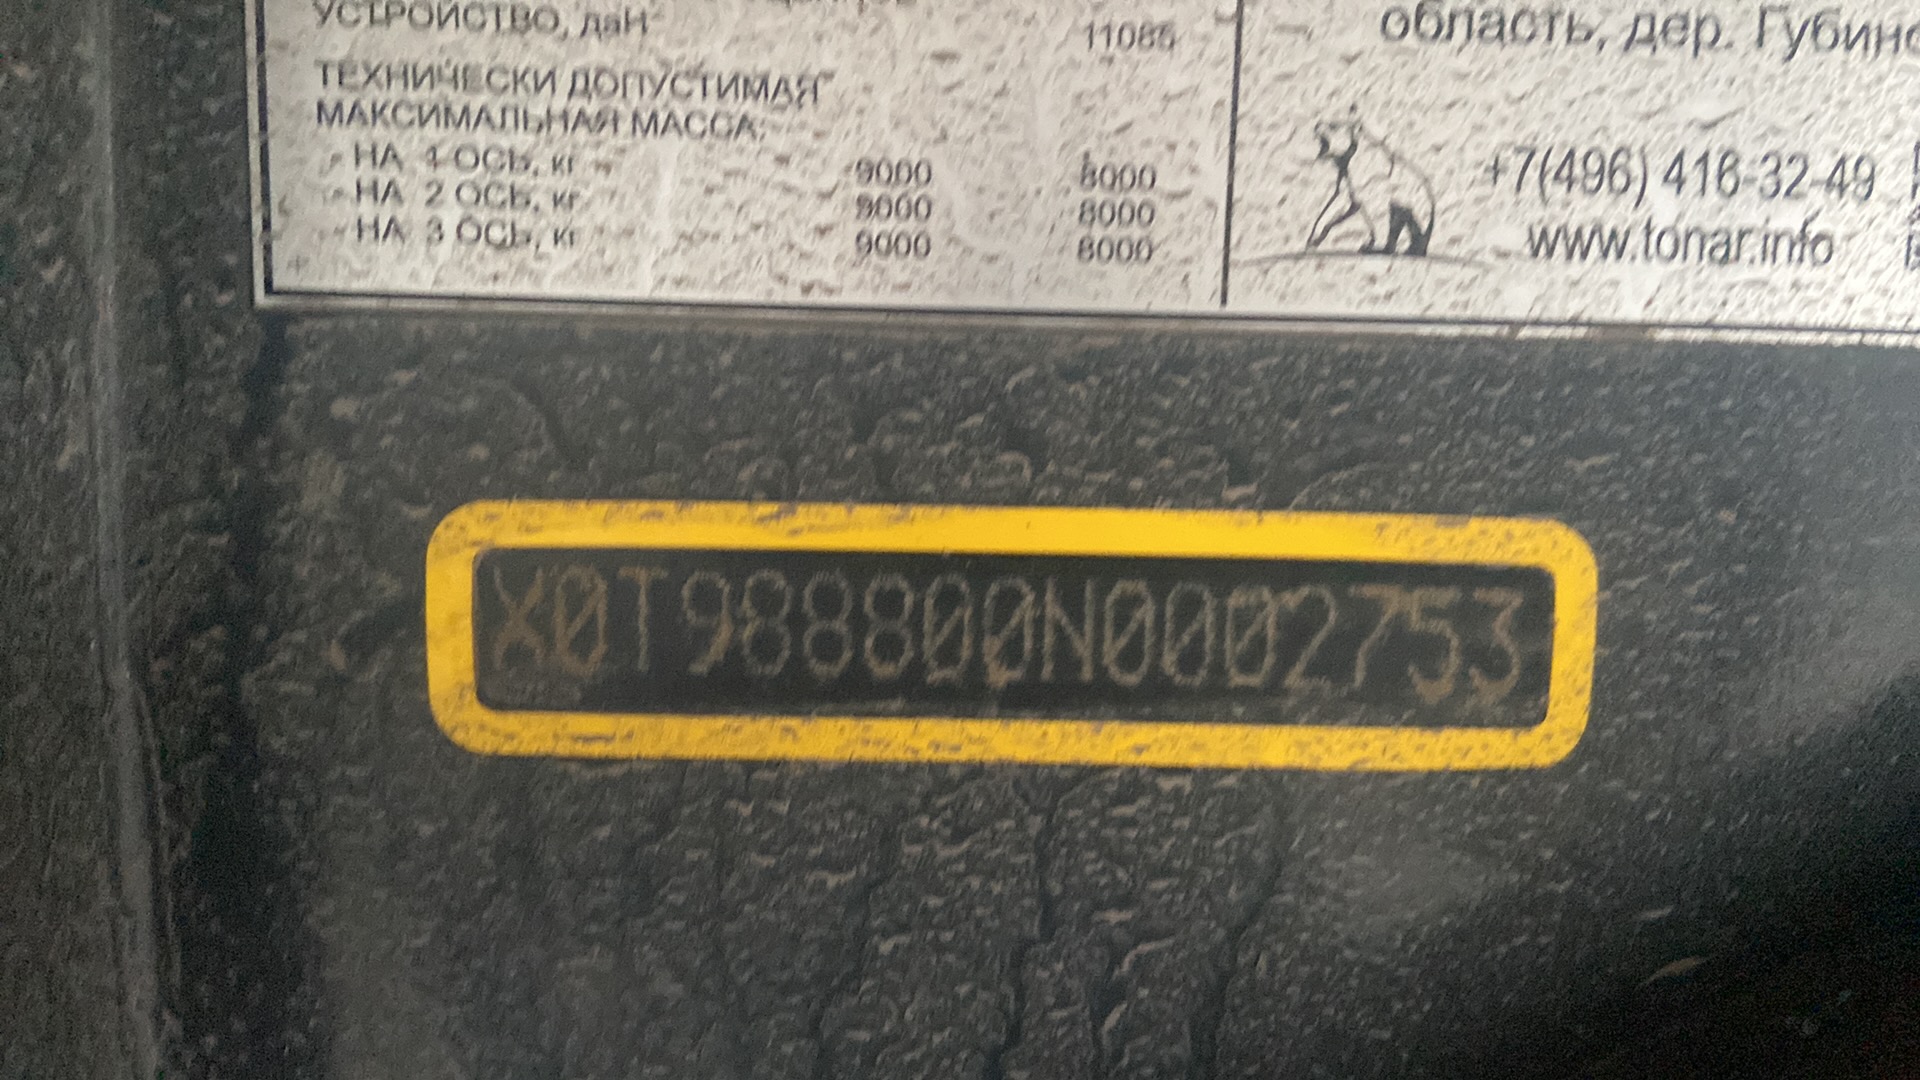 УСТРОЙСТВО, даН 11085
ТЕХНИЧЕСКИ ДОПУСТИМАЯ
МАКСИМАЛЬНАЯ МАССА:
- НА 1 ОСЬ, кг 9000 8000
- НА 2 ОСЬ, кг 9000 8000
- НА 3 ОСЬ, кг 9000 8000
область, дер. Губино
+7(496) 416-32-49
www.tonar.info
X0T988800N0002753